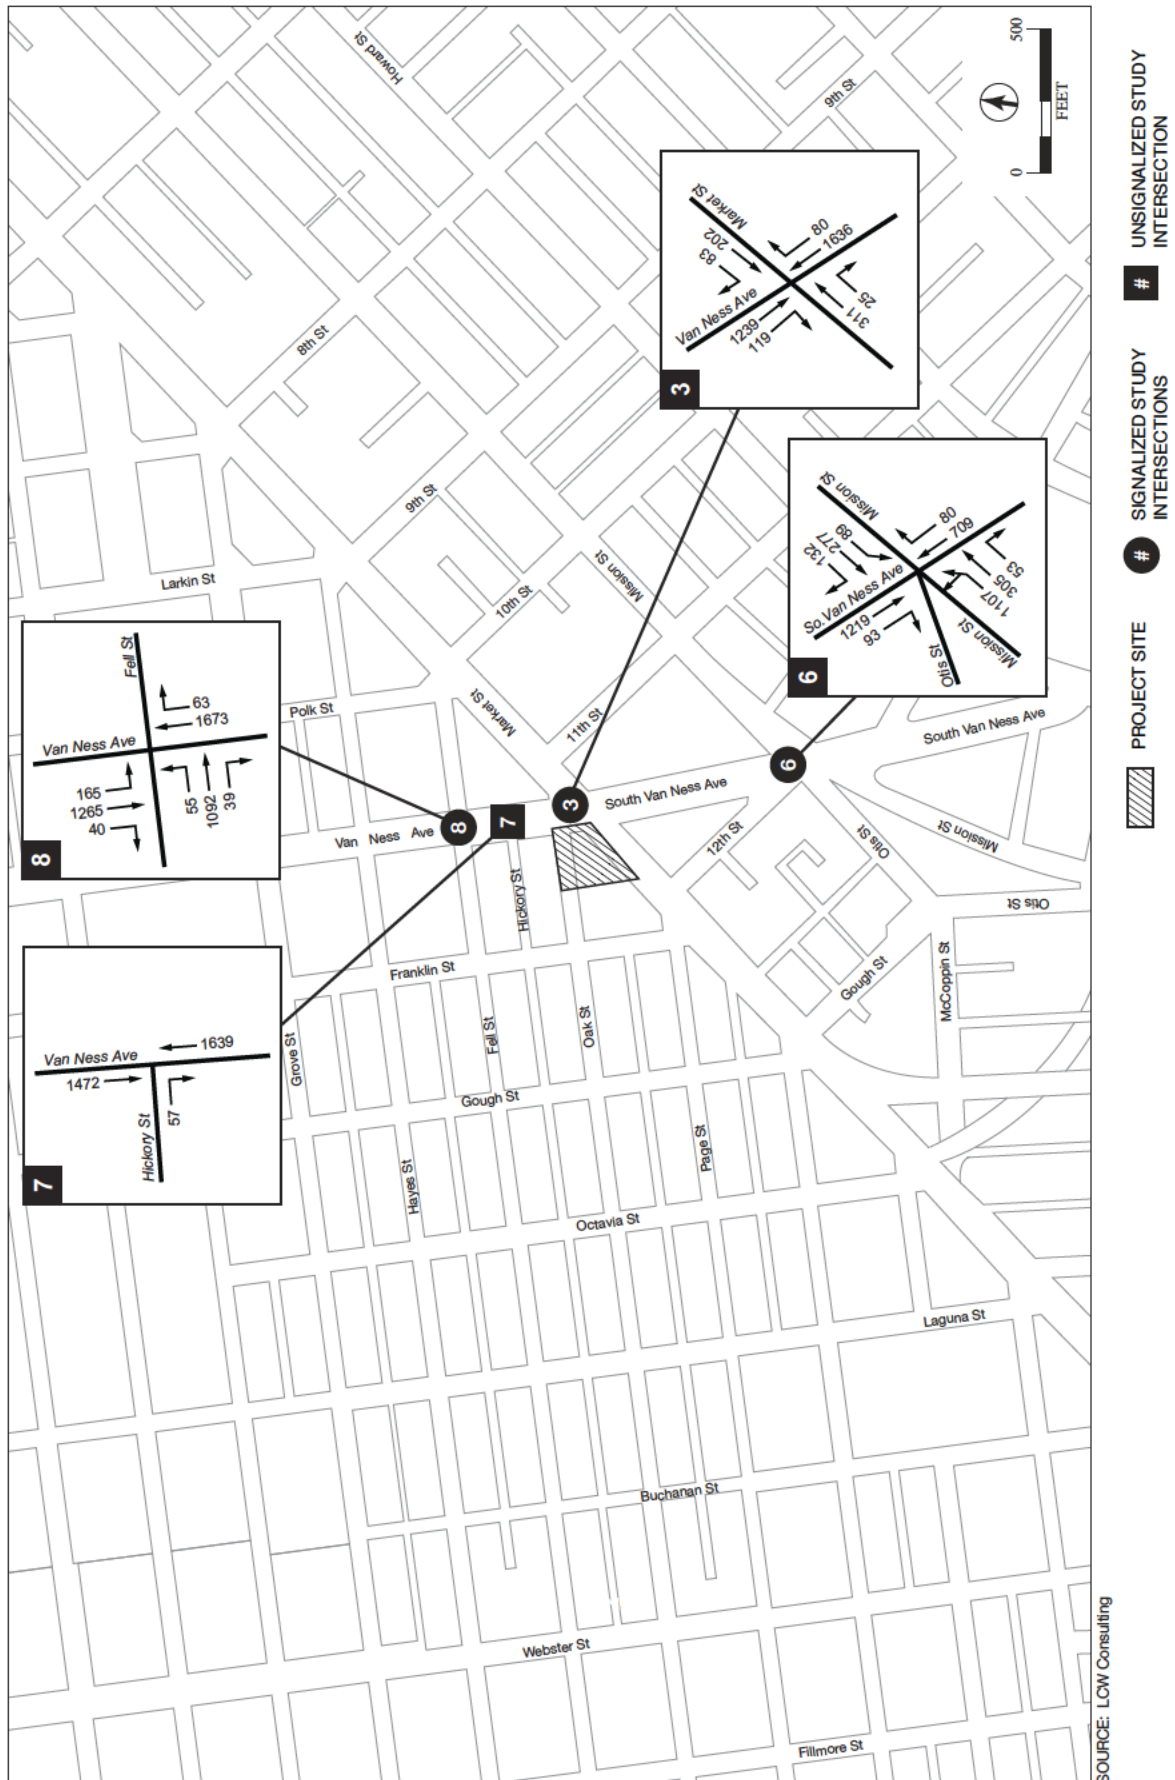 Howard St
9th St
500
0
FEET
8th St
Larkin St
9th St
10th St
Mission St
Polk St
Market St
11th St
Van Ness Ave
South Van Ness Ave
South Van Ness Ave
12th St
Otis St
Mission St
Otis St
Hickory St
Franklin St
Fell St
Oak St
Gough St
McCoppin St
Grove St
Gough St
Hayes St
Page St
Octavia St
Laguna St
Buchanan St
Webster St
Fillmore St
8
7
3
6
3
Van Ness Ave
Market St
83
202
1239
119
80
1636
311
25
6
So.Van Ness Ave
Mission St
132
277
89
1219
93
80
709
1107
305
53
Otis St
Mission St
8
Van Ness Ave
Fell St
165
1265
40
63
1673
55
1092
39
7
Van Ness Ave
1472
1639
Hickory St
57
SOURCE: LCW Consulting
PROJECT SITE
#
SIGNALIZED STUDY
INTERSECTIONS
#
UNSIGNALIZED STUDY
INTERSECTION